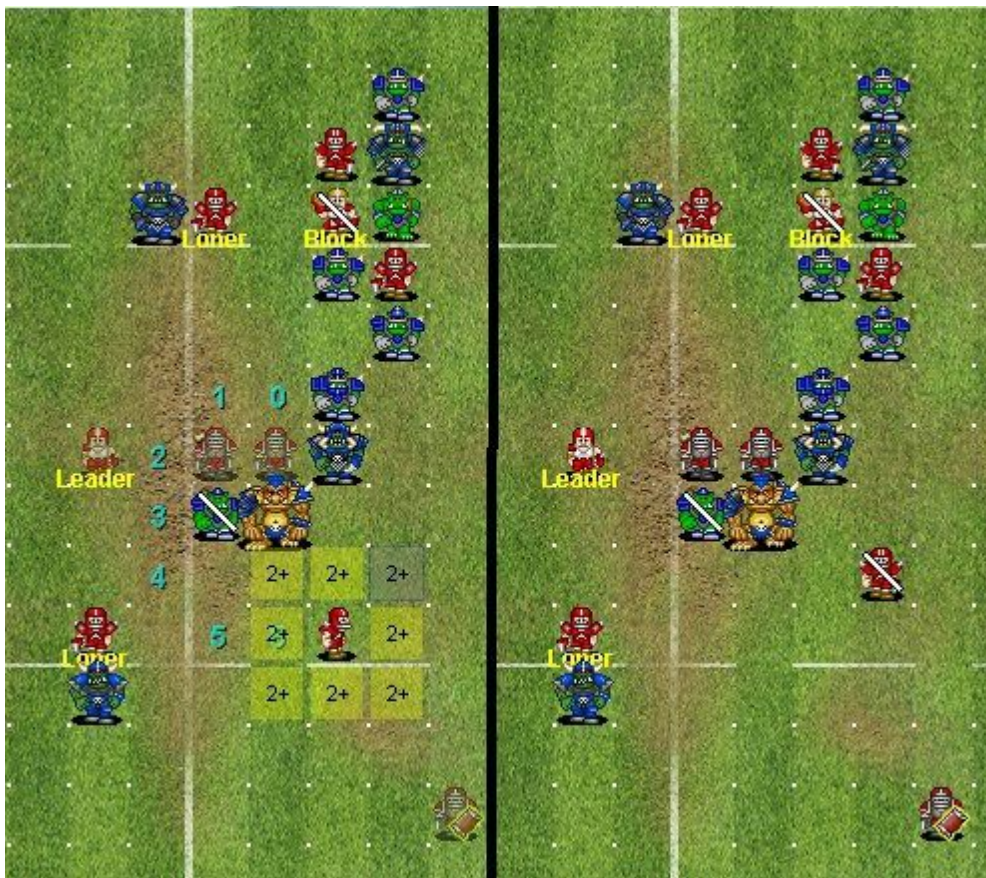 Loner Block Loner Block
1 0
2
Leader Leader
3
4 2+ 2+ 2+
5 2+ 2+
Loner Loner
2+ 2+ 2+